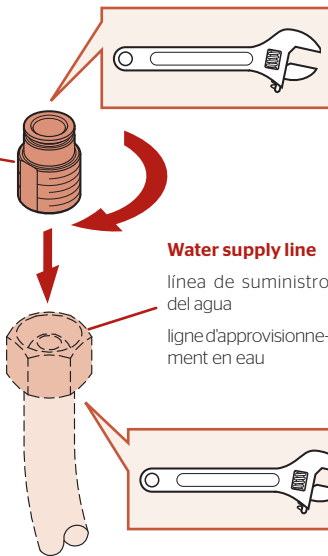 Water supply line
línea de suministro
del agua
ligne d'approvisionne-
ment en eau